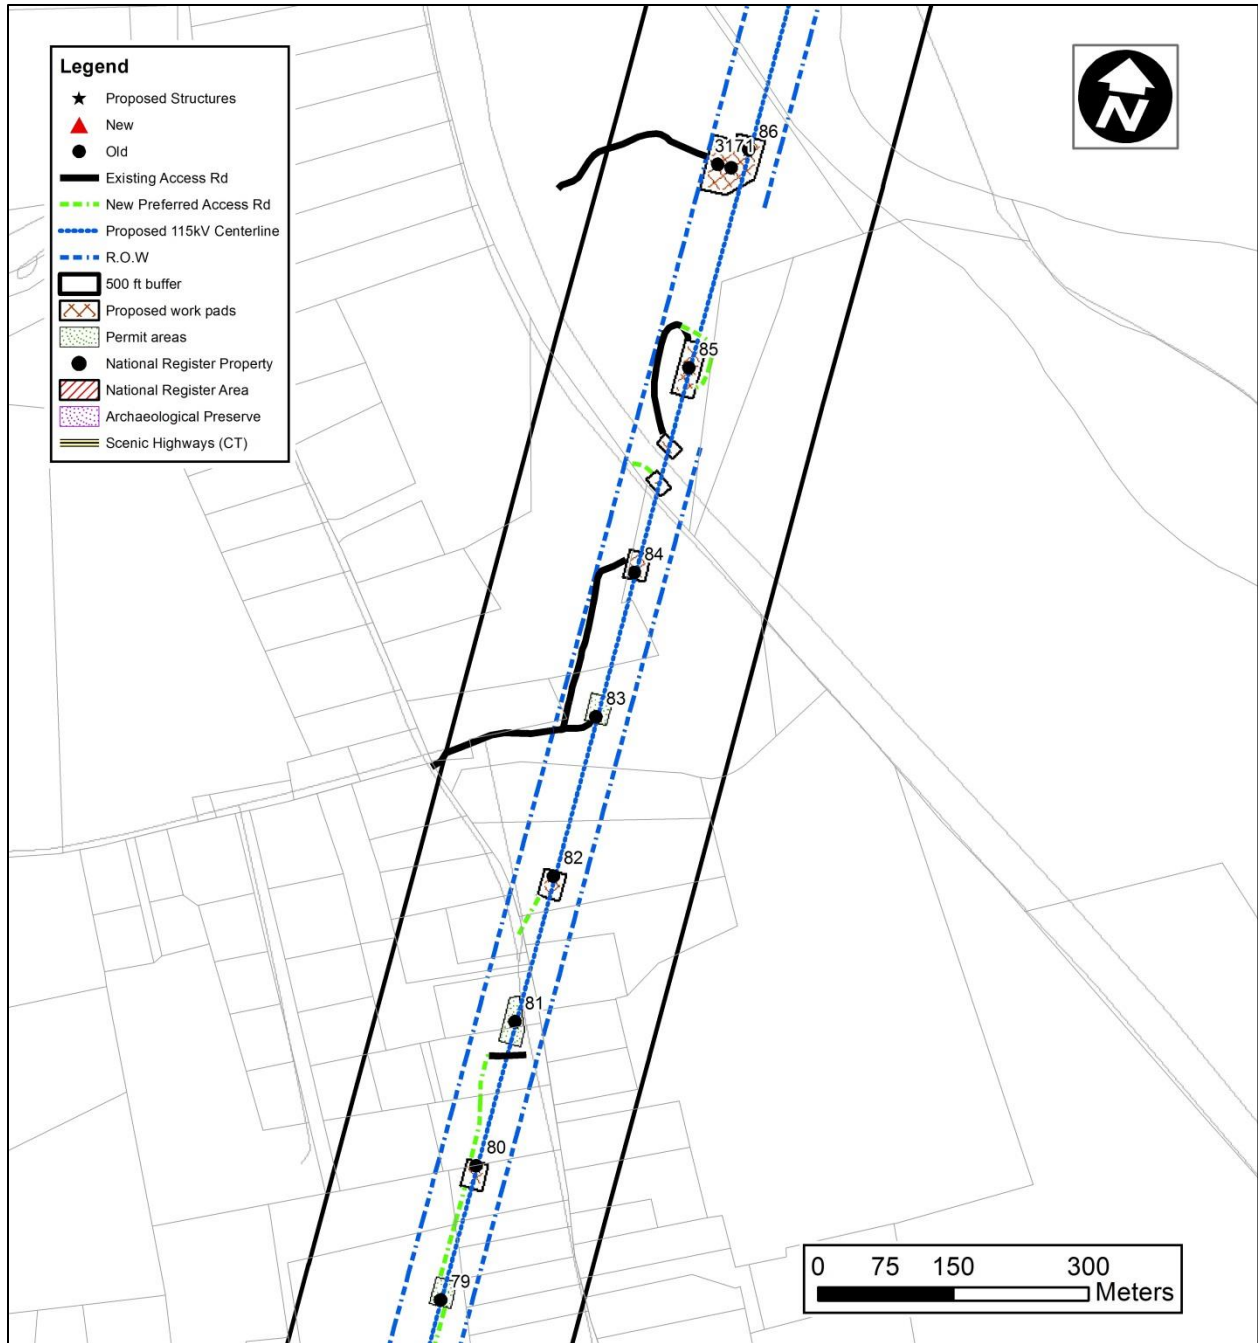 Legend
Proposed Structures
New
Old
Existing Access Rd
New Preferred Access Rd
Proposed 115kV Centerline
R.O.W
500 ft buffer
Proposed work pads
Permit areas
National Register Property
National Register Area
Archaeological Preserve
Scenic Highways (CT)
N
86
3171
85
84
83
82
81
80
79
0 75 150 300
Meters